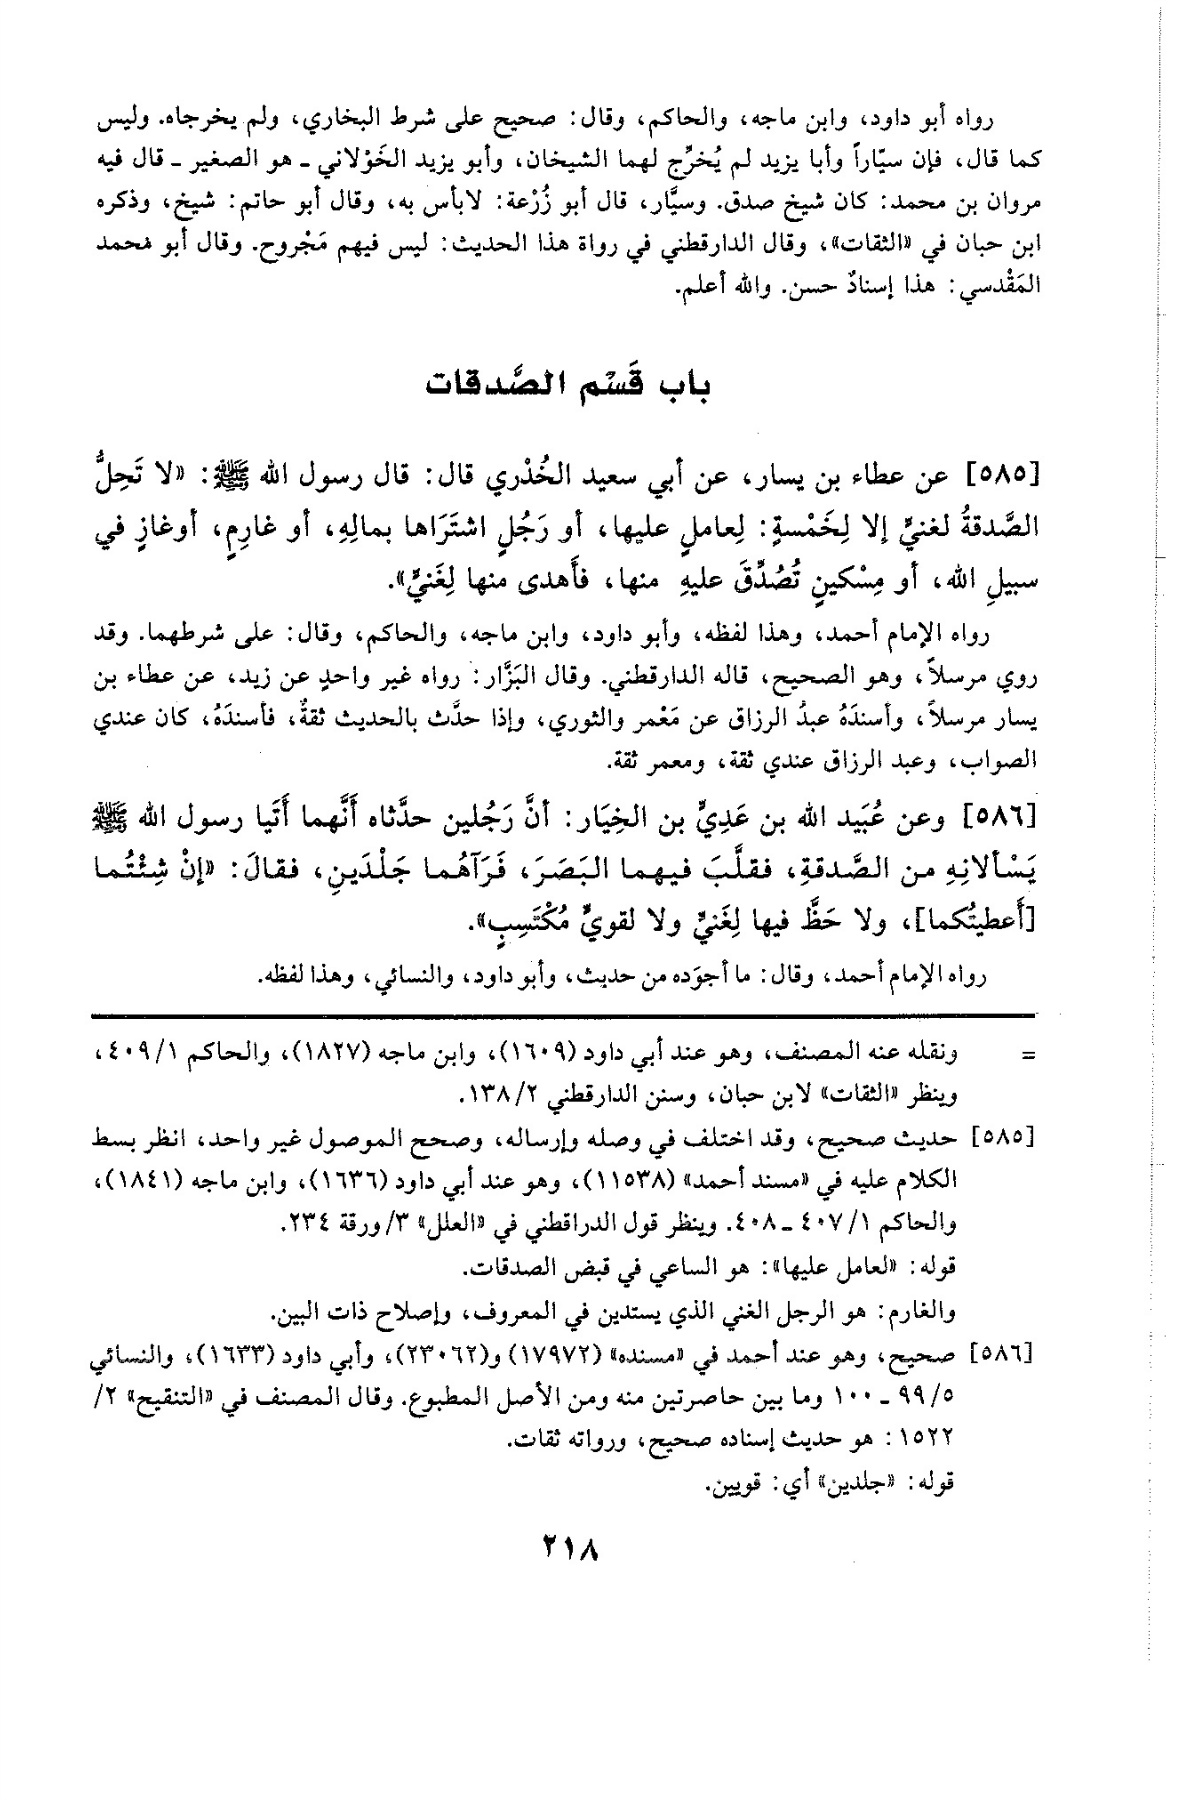 رواه أبو داود، وابن ماجه، والحاكم، وقال: صحيح على شرط البخاري، ولم يخرجاه. وليس
كما قال، فإن سيّاراً وأبا يزيد لم يُخرِّج لهما الشيخان، وأبو يزيد الخَوْلاني ـ هو الصغير ـ قال فيه
مروان بن محمد: كان شيخ صدق. وسيَّار، قال أبو زُرْعة: لابأس به، وقال أبو حاتم: شيخ، وذكره
ابن حبان في «الثقات»، وقال الدارقطني في رواة هذا الحديث: ليس فيهم مَجْروح. وقال أبو محمد
المَقْدسي: هذا إسنادٌ حسن. والله أعلم.
باب قَسْم الصَّدقات
[٥٨٥] عن عطاء بن يسار، عن أبي سعيد الخُدْري قال: قال رسول الله ﷺ: «لا تَحِلُّ
الصَّدقةُ لغنيٍّ إلا لِخَمْسةٍ: لِعاملٍ عليها، أو رَجُلٍ اشتَرَاها بمالِهِ، أو غارِمٍ، أوغازٍ في
سبيلِ الله، أو مِسْكينٍ تُصُدِّقَ عليهِ منها، فأَهدى منها لِغَنيٍّ».
رواه الإمام أحمد، وهذا لفظه، وأبو داود، وابن ماجه، والحاكم، وقال: على شرطهما. وقد
روي مرسلاً، وهو الصحيح، قاله الدارقطني. وقال البَزَّار: رواه غير واحدٍ عن زيد، عن عطاء بن
يسار مرسلاً، وأسندَهُ عبدُ الرزاق عن مَعْمر والثوري، وإذا حدَّث بالحديث ثقةٌ، فأسندَهُ، كان عندي
الصواب، وعبد الرزاق عندي ثقة، ومعمر ثقة.
[٥٨٦] وعن عُبَيد الله بن عَدِيٍّ بن الخِيَار: أنَّ رَجُلين حدَّثاه أَنَّهما أَتَيا رسول الله ﷺ
يَسْألانِهِ من الصَّدقةِ، فقلَّبَ فيهما البَصَرَ، فَرَآهُما جَلْدَينِ، فقالَ: «إنْ شِئْتُما
[أَعطيتُكما]، ولا حَظَّ فيها لِغَنيٍّ ولا لقويٍّ مُكْتَسِبٍ».
رواه الإمام أحمد، وقال: ما أجوَده من حديث، وأبو داود، والنسائي، وهذا لفظه.
= ونقله عنه المصنف، وهو عند أبي داود (١٦٠٩)، وابن ماجه (١٨٢٧)، والحاكم ٤٠٩/١،
وينظر «الثقات» لابن حبان، وسنن الدارقطني ١٣٨/٢.
[٥٨٥] حديث صحيح، وقد اختلف في وصله وإرساله، وصحح الموصول غير واحد، انظر بسط
الكلام عليه في «مسند أحمد» (١١٥٣٨)، وهو عند أبي داود (١٦٣٦)، وابن ماجه (١٨٤١)،
والحاكم ١/ ٤٠٧ ـ ٤٠٨. وينظر قول الدراقطني في «العلل» ٣/ ورقة ٢٣٤.
قوله: «لعامل عليها»: هو الساعي في قبض الصدقات.
والغارم: هو الرجل الغني الذي يستدين في المعروف، وإصلاح ذات البين.
[٥٨٦] صحيح، وهو عند أحمد في «مسنده» (١٧٩٧٢) و(٢٣٠٦٢)، وأبي داود (١٦٣٣)، والنسائي
٥/ ٩٩ ـ ١٠٠ وما بين حاصرتين منه ومن الأصل المطبوع. وقال المصنف في «التنقيح» ٢/
١٥٢٢: هو حديث إسناده صحيح، ورواته ثقات.
قوله: «جلدين» أي: قويين.
٢١٨